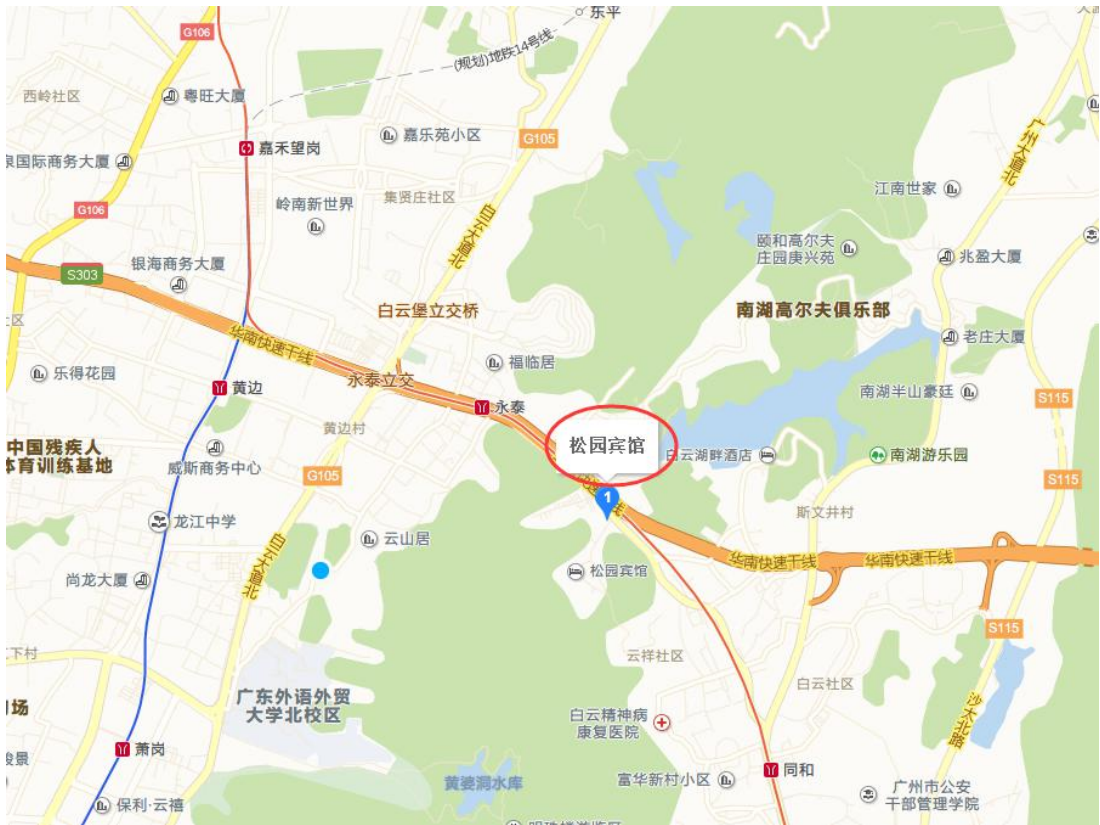 东平
G106
(规划)地铁14号线
西岭社区
粤旺大厦
嘉乐苑小区
G105
广州大道北
嘉禾望岗
泉国际商务大厦
集贤庄社区
岭南新世界
江南世家
G106
白云大道北
颐和高尔夫
庄园庚兴苑
兆盈大厦
银海商务大厦
S303
白云堡立交桥
南湖高尔夫俱乐部
华南快速干线
老庄大厦
福临居
乐得花园
黄边
永泰立交
永泰
南湖半山豪廷
S115
黄边村
松园宾馆
中国残疾人
体育训练基地
威斯商务中心
白云湖畔酒店
南湖游乐园
G105
S115
1
龙江中学
斯文井村
云山居
白云大道北
华南快速干线
华南快速干线
尚龙大厦
松园宾馆
S115
下村
云祥社区
白云社区
广东外语外贸
大学北校区
沙太北路
白云精神病
康复医院
萧岗
同和
黄婆洞水库
富华新村小区
广州市公安
干部管理学院
保利·云禧